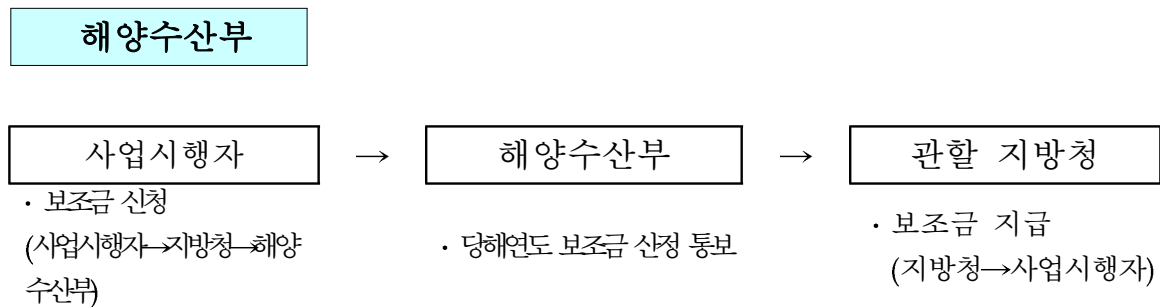 해양수산부
사업시행자 → 해양수산부 → 관할 지방청
· 보조금 신청
(사업시행자→지방청→해양
수산부)
· 당해연도 보조금 산정 통보
· 보조금 지급
(지방청→사업시행자)